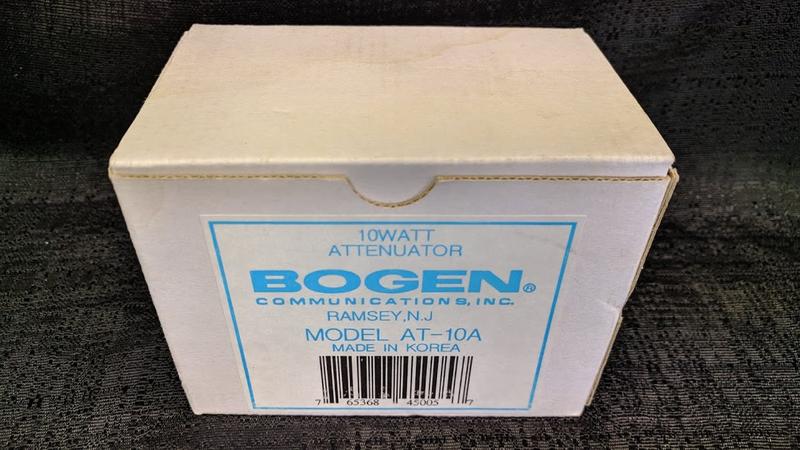 10WATT
ATTENUATOR
BOGEN®
COMMUNICATIONS, INC.
RAMSEY, N.J
MODEL AT-10A
MADE IN KOREA
7 65368 45005 7